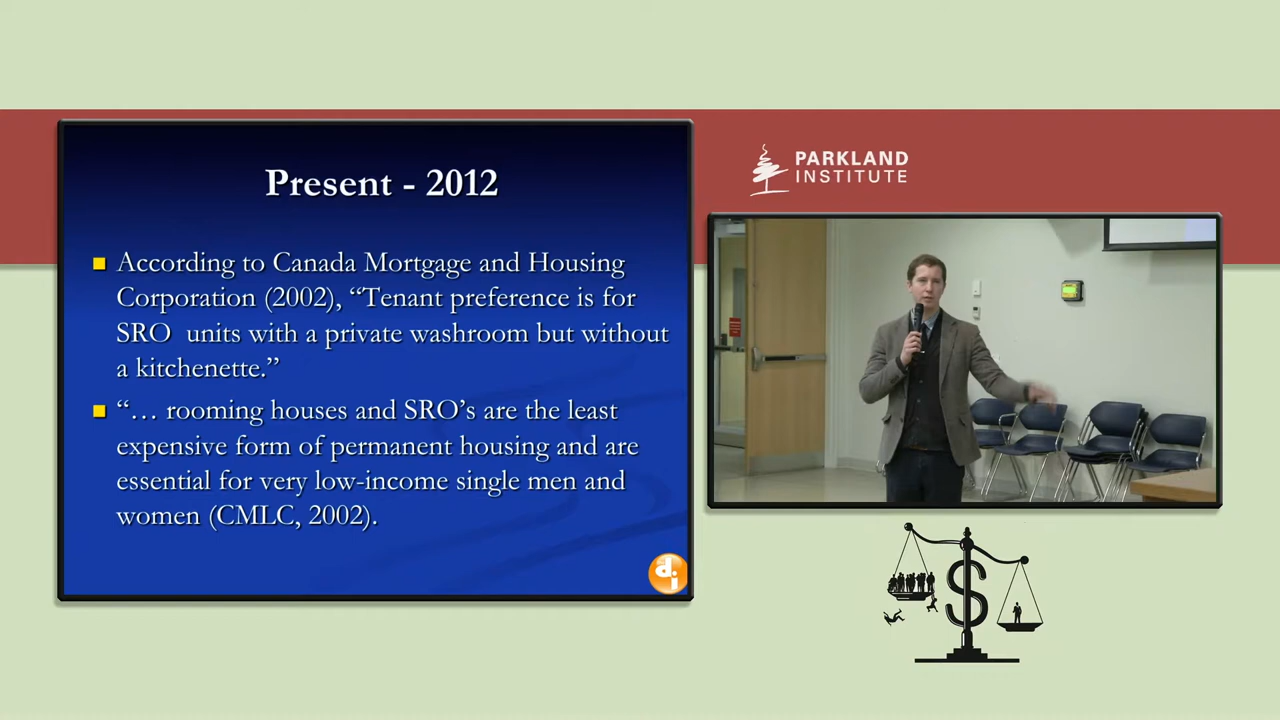 Present - 2012
According to Canada Mortgage and Housing
Corporation (2002), “Tenant preference is for
SRO units with a private washroom but without
a kitchenette.”
“… rooming houses and SRO’s are the least
expensive form of permanent housing and are
essential for very low-income single men and
women (CMLC, 2002).
d.j
PARKLAND
INSTITUTE
$